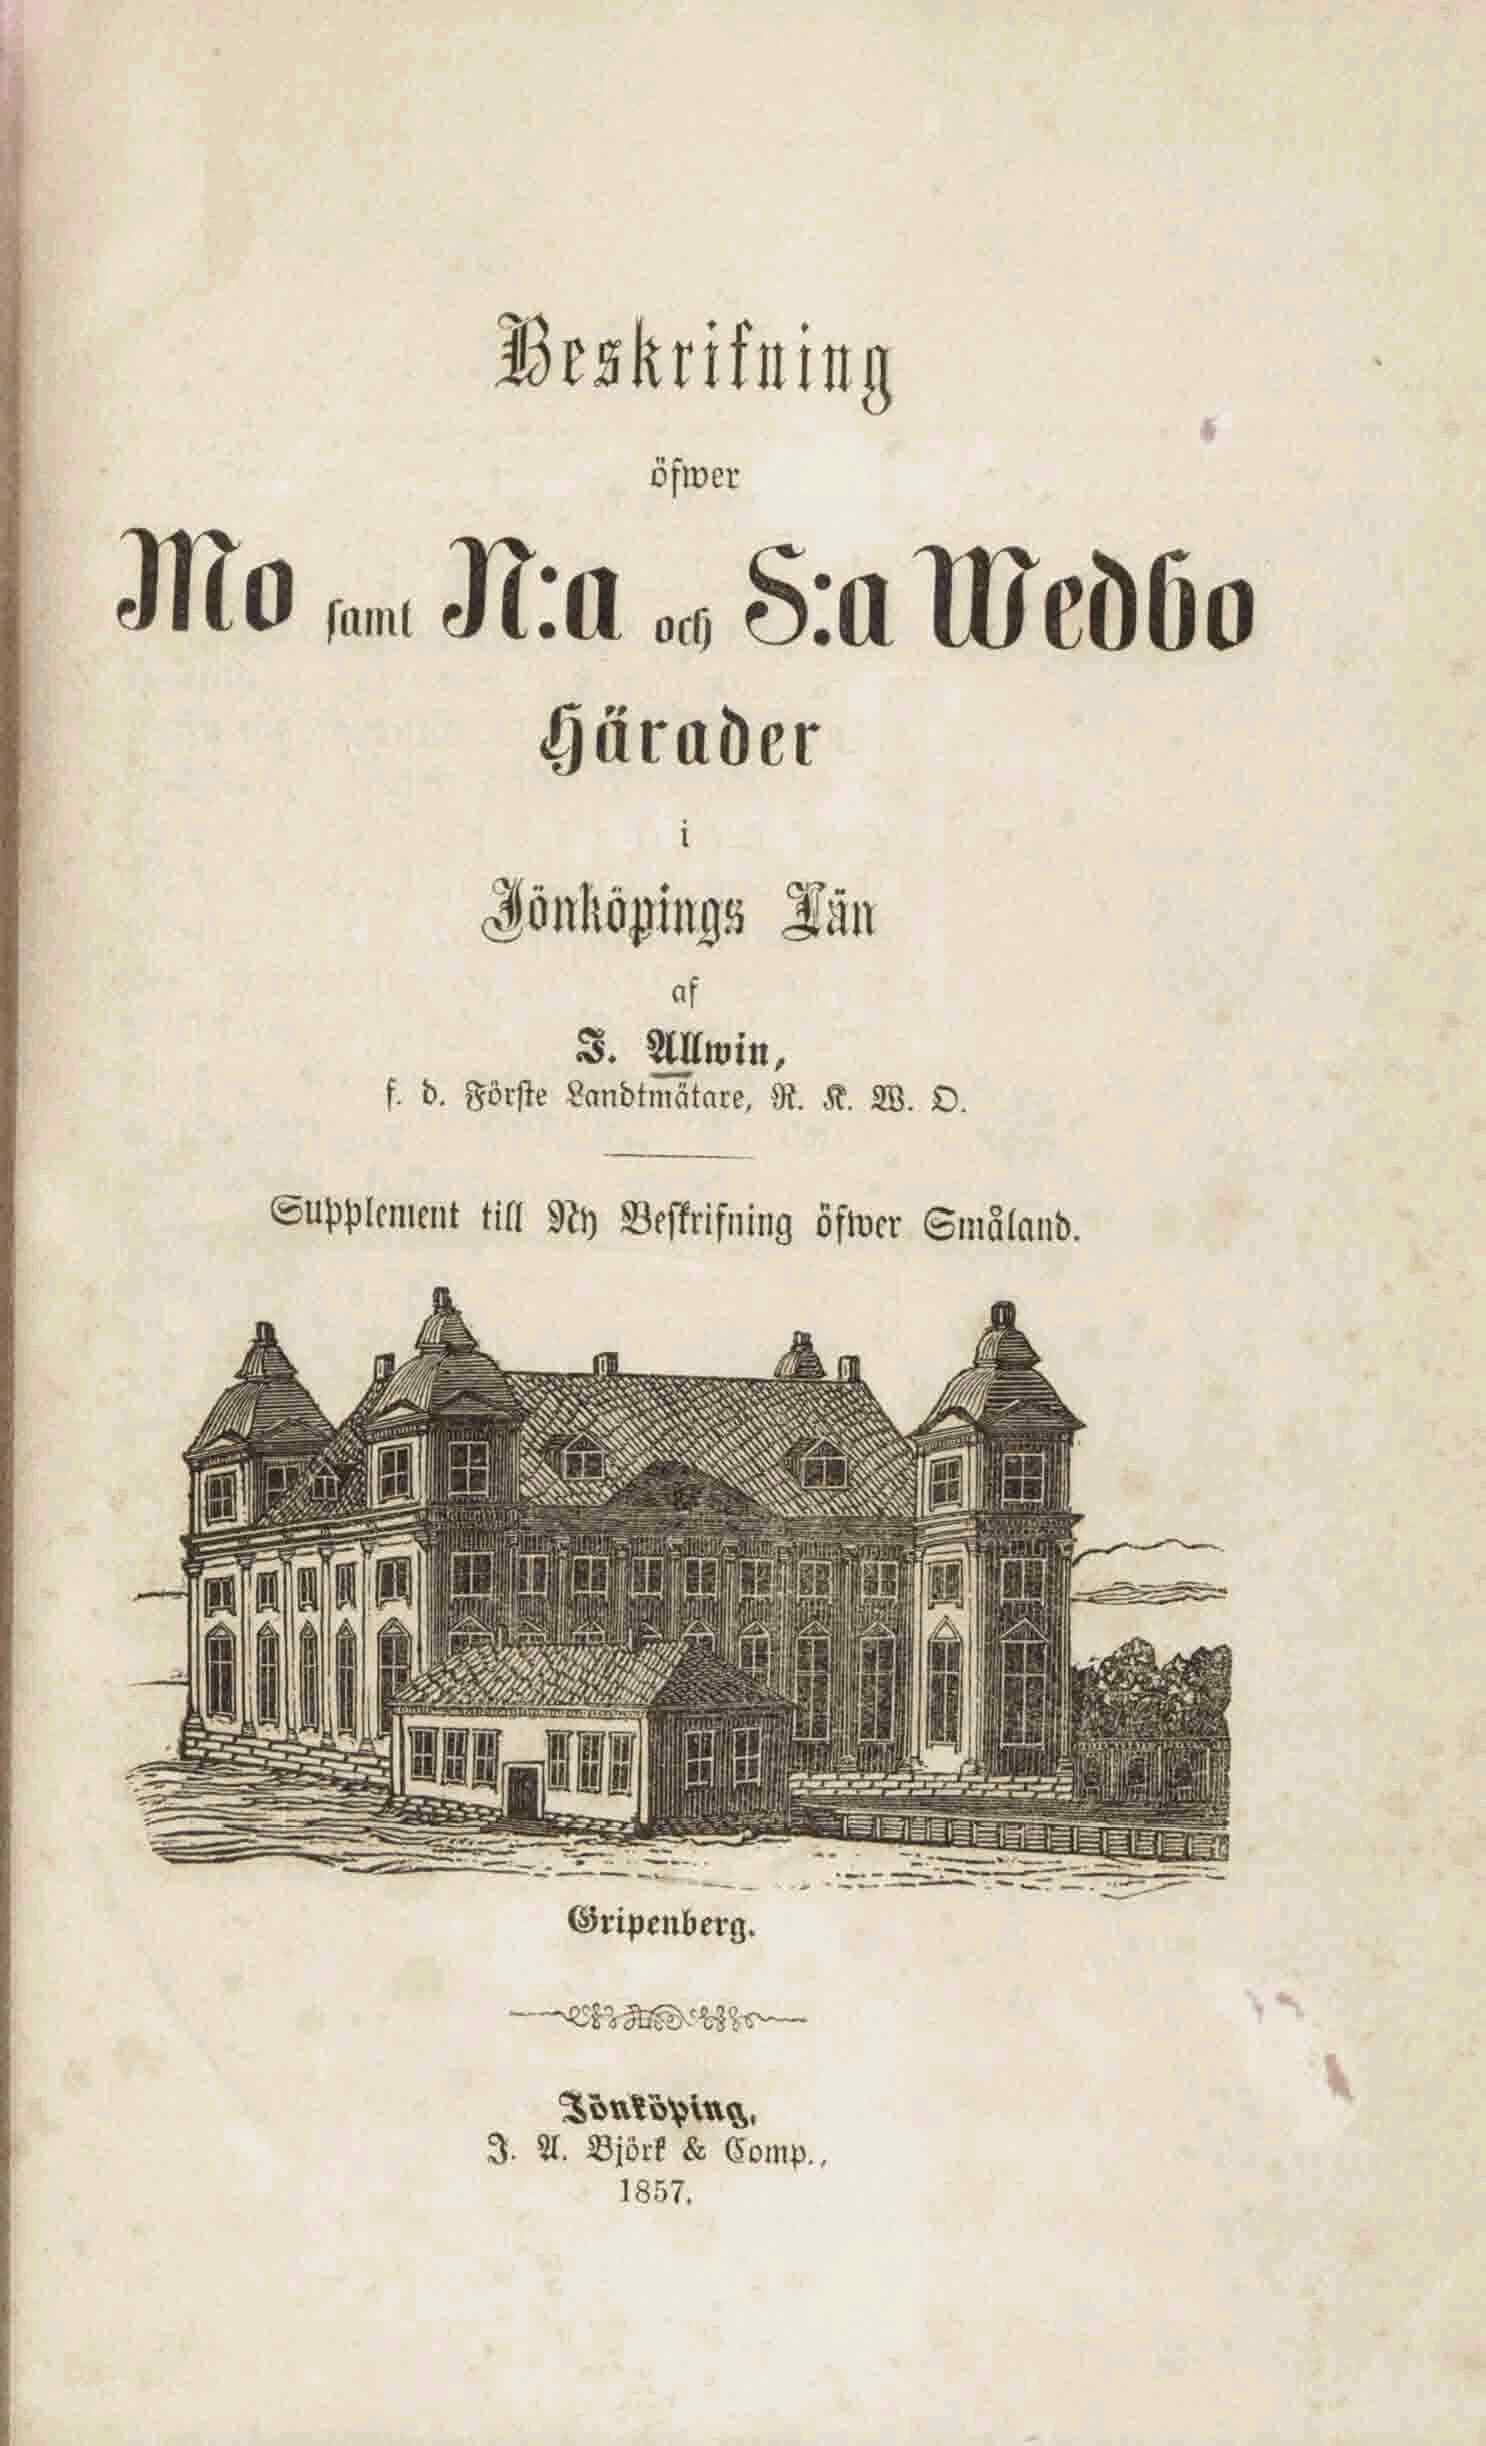 Beskrifning
öfwer
Mo samt N:a och S:a Wedbo
Härader
i
Jönköpings Län
af
J. Allwin,
f. d. Förste Landtmätare, R. K. W. O.
Supplement till Ny Beskrifning öfwer Småland.
Gripenberg.
Jönköping,
J. A. Björk & Comp.,
1857.